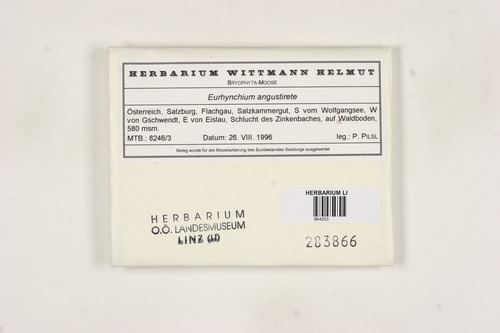 HERBARIUM WITTMANN HELMUT
BRYOPHYTA-MOOSE
Eurhynchium angustirete
Österreich, Salzburg, Flachgau, Salzkammergut, S vom Wolfgangsee, W
von Gschwendt, E von Eislau, Schlucht des Zinkenbaches, auf Waldboden,
580 msm.
MTB.: 8246/3 Datum: 26. VIII. 1996 leg.: P. PILSL
Beleg wurde für die Mooskartierung des Bundeslandes Salzburgs ausgewertet
HERBARIUM LI
HERBARIUM
O.Ö. LANDESMUSEUM
LINZ
203866